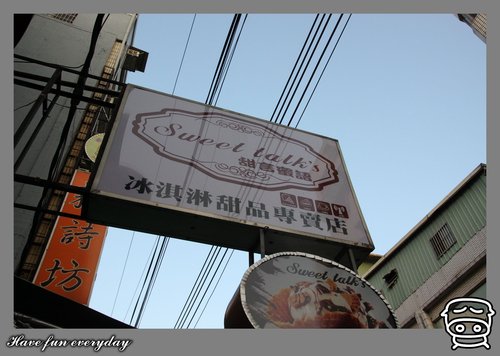 Sweet talk's
甜言蜜語
冰淇淋甜品專賣店
詩
坊
Sweet talk's
Have fun everyday